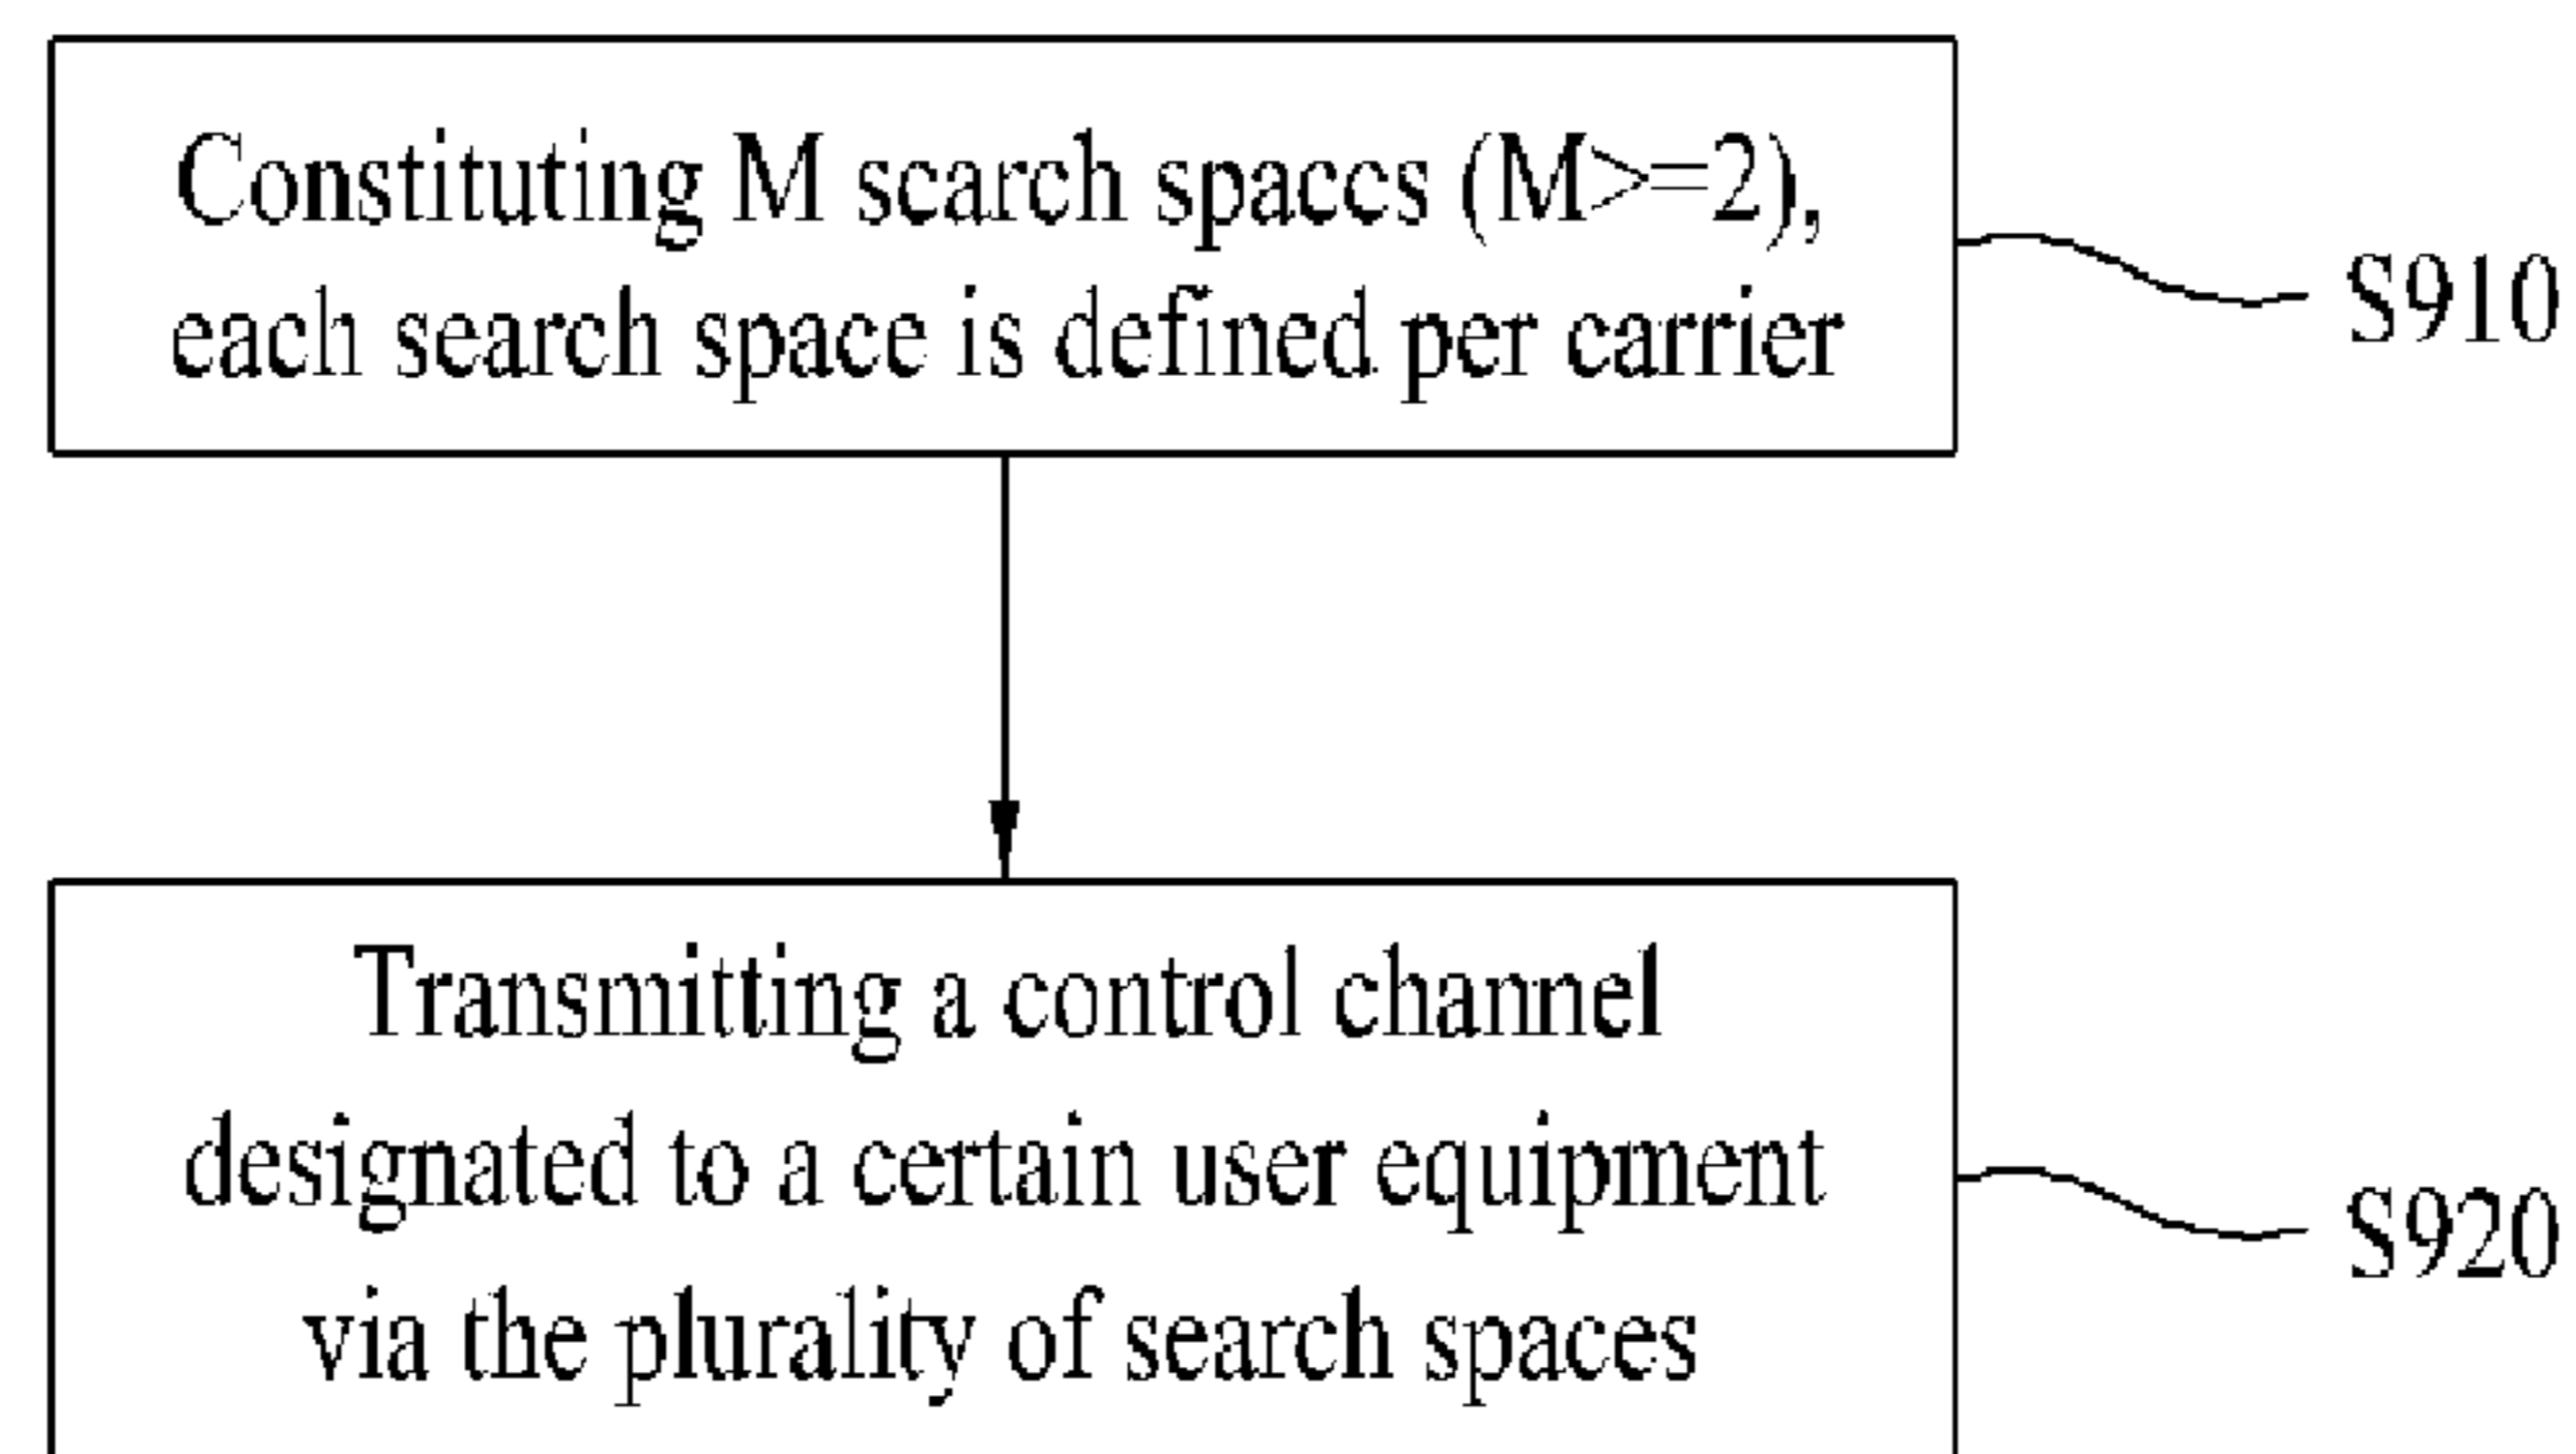 Constituting M search spaces (M>=2),
each search space is defined per carrier
S910
Transmitting a control channel
designated to a certain user equipment
via the plurality of search spaces
S920